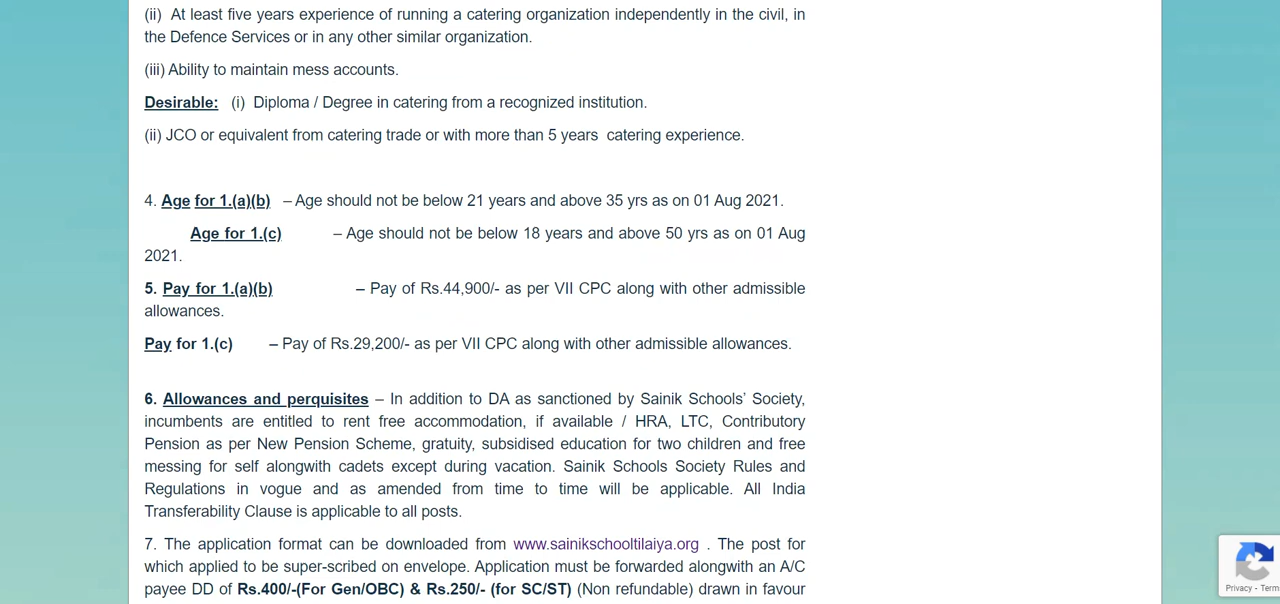 (ii) At least five years experience of running a catering organization independently in the civil, in
the Defence Services or in any other similar organization.
(iii) Ability to maintain mess accounts.
Desirable: (i) Diploma / Degree in catering from a recognized institution.
(ii) JCO or equivalent from catering trade or with more than 5 years catering experience.
4. Age for 1.(a)(b) – Age should not be below 21 years and above 35 yrs as on 01 Aug 2021.
Age for 1.(c) – Age should not be below 18 years and above 50 yrs as on 01 Aug
2021.
5. Pay for 1.(a)(b) – Pay of Rs.44,900/- as per VII CPC along with other admissible
allowances.
Pay for 1.(c) – Pay of Rs.29,200/- as per VII CPC along with other admissible allowances.
6. Allowances and perquisites – In addition to DA as sanctioned by Sainik Schools’ Society,
incumbents are entitled to rent free accommodation, if available / HRA, LTC, Contributory
Pension as per New Pension Scheme, gratuity, subsidised education for two children and free
messing for self alongwith cadets except during vacation. Sainik Schools Society Rules and
Regulations in vogue and as amended from time to time will be applicable. All India
Transferability Clause is applicable to all posts.
7. The application format can be downloaded from www.sainikschooltilaiya.org . The post for
which applied to be super-scribed on envelope. Application must be forwarded alongwith an A/C
payee DD of Rs.400/-(For Gen/OBC) & Rs.250/- (for SC/ST) (Non refundable) drawn in favour
Privacy - Term